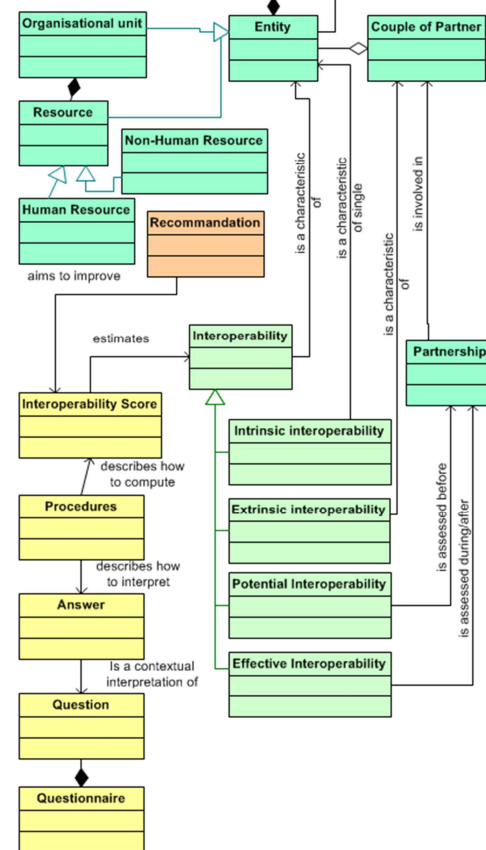 Organisational unit
Entity
Couple of Partner
Resource
Non-Human Resource
Human Resource
Recommandation
is a characteristic
of
is a characteristic
of single
is a characteristic
of
is involved in
aims to improve
estimates
Interoperability
Partnership
Interoperability Score
Intrinsic interoperability
describes how
to compute
Procedures
Extrinsic interoperability
is assessed before
is assessed during/after
describes how
to interpret
Potential Interoperability
Answer
Is a contextual
interpretation of
Effective Interoperability
Question
Questionnaire